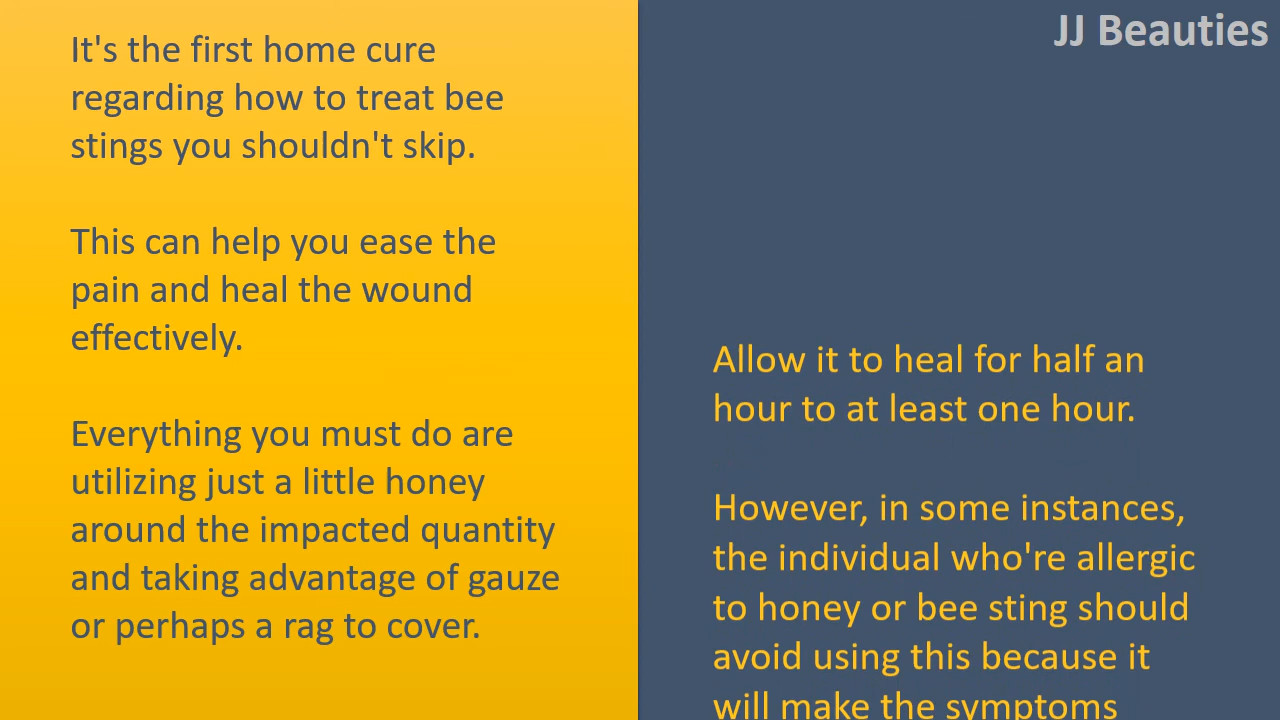 It's the first home cure
regarding how to treat bee
stings you shouldn't skip.
This can help you ease the
pain and heal the wound
effectively.
Everything you must do are
utilizing just a little honey
around the impacted quantity
and taking advantage of gauze
or perhaps a rag to cover.
JJ Beauties
Allow it to heal for half an
hour to at least one hour.
However, in some instances,
the individual who're allergic
to honey or bee sting should
avoid using this because it
will make the symptoms